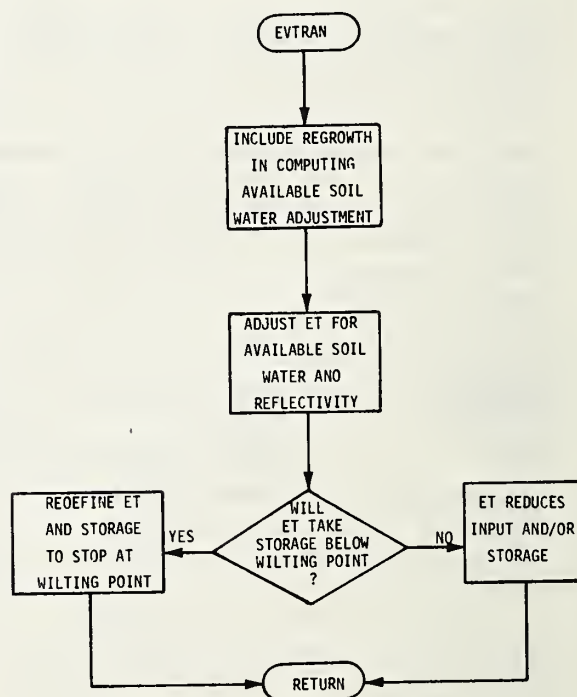 EVTRAN
INCLUDE REGROWTH
IN COMPUTING
AVAILABLE SOIL
WATER ADJUSTMENT
ADJUST ET FOR
AVAILABLE SOIL
WATER AND
REFLECTIVITY
REDEFINE ET
AND STORAGE
TO STOP AT
WILTING POINT
YES
WILL
ET TAKE
STORAGE BELOW
WILTING POINT
?
NO
ET REDUCES
INPUT AND/OR
STORAGE
RETURN